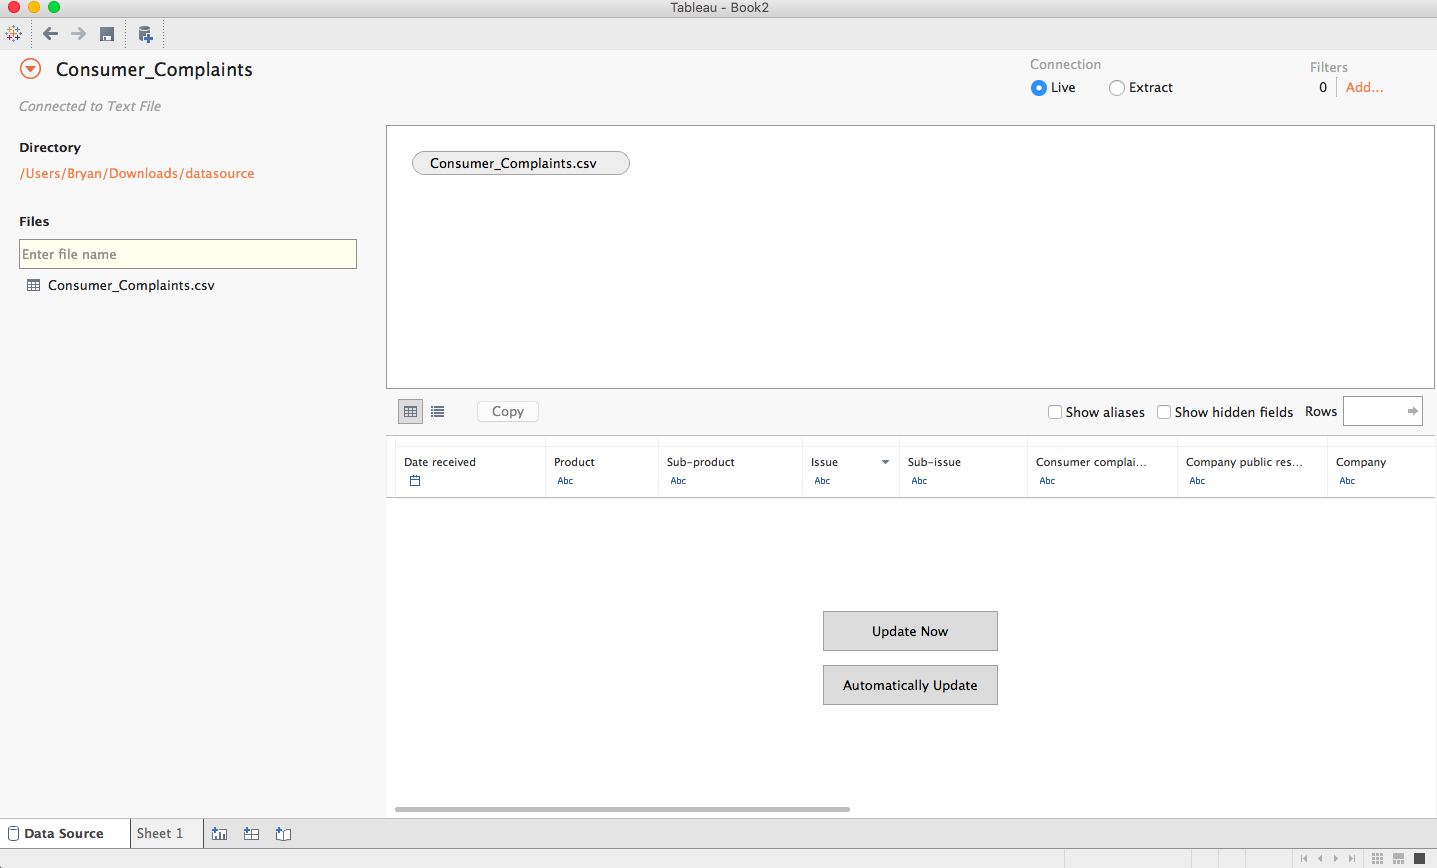 Tableau - Book2
Consumer_Complaints
Connected to Text File
Connection
Live
Extract
Filters
0
Add...
Directory
/Users/Bryan/Downloads/datasource
Files
Enter file name
Consumer_Complaints.csv
Consumer_Complaints.csv
Copy
Show aliases
Show hidden fields
Rows
Date received
Product
Abc
Sub-product
Abc
Issue
Abc
Sub-issue
Abc
Consumer complai...
Abc
Company public res...
Abc
Company
Abc
Update Now
Automatically Update
Data Source
Sheet 1